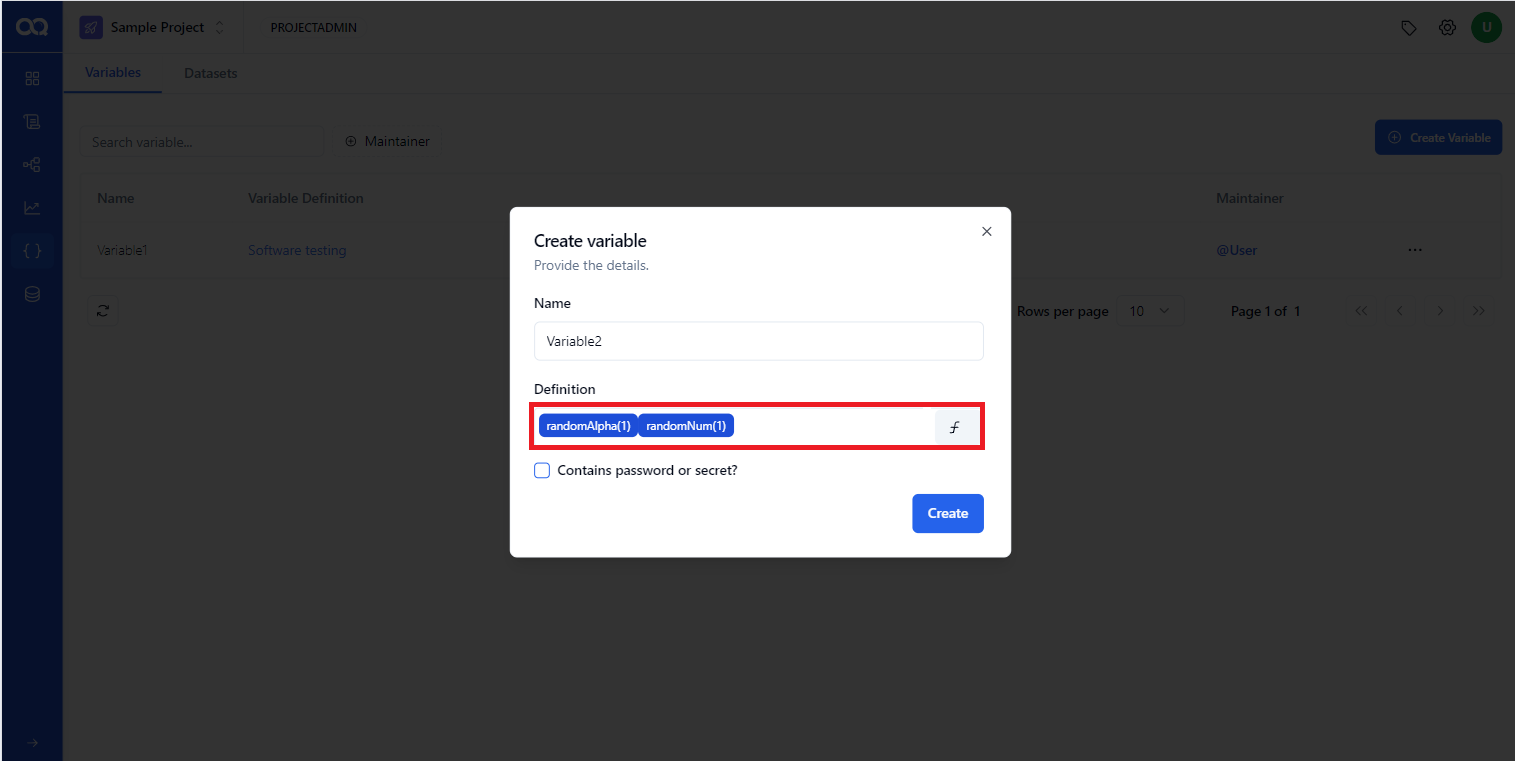 Sample Project
PROJECTADMIN
U
Variables
Datasets
Search variable...
Maintainer
Create Variable
Name
Variable Definition
Maintainer
Variable1
Software testing
@User
Rows per page
10
Page 1 of 1
Create variable
Provide the details.
Name
Variable2
Definition
randomAlpha(1) randomNum(1)
Contains password or secret?
Create